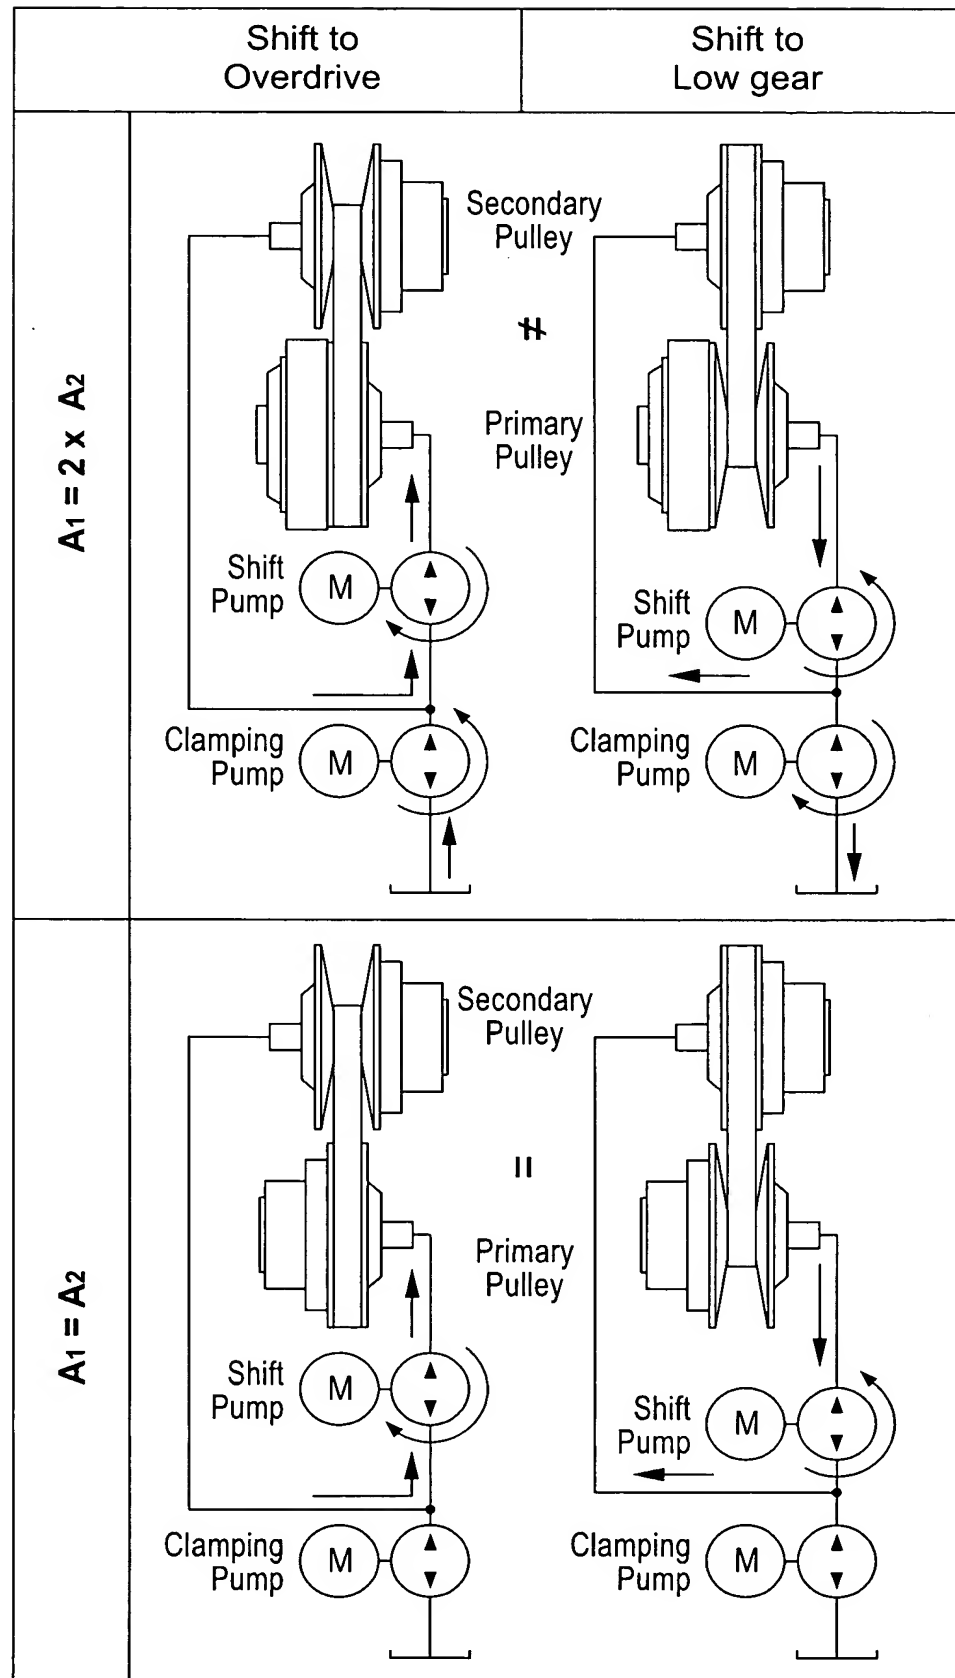 Shift to
Overdrive
Shift to
Low gear
A1 = 2 x A2
Secondary
Pulley
≠
Primary
Pulley
Shift
Pump
M
Shift
Pump
M
Clamping
Pump
M
Clamping
Pump
M
A1 = A2
Secondary
Pulley
=
Primary
Pulley
Shift
Pump
M
Shift
Pump
M
Clamping
Pump
M
Clamping
Pump
M